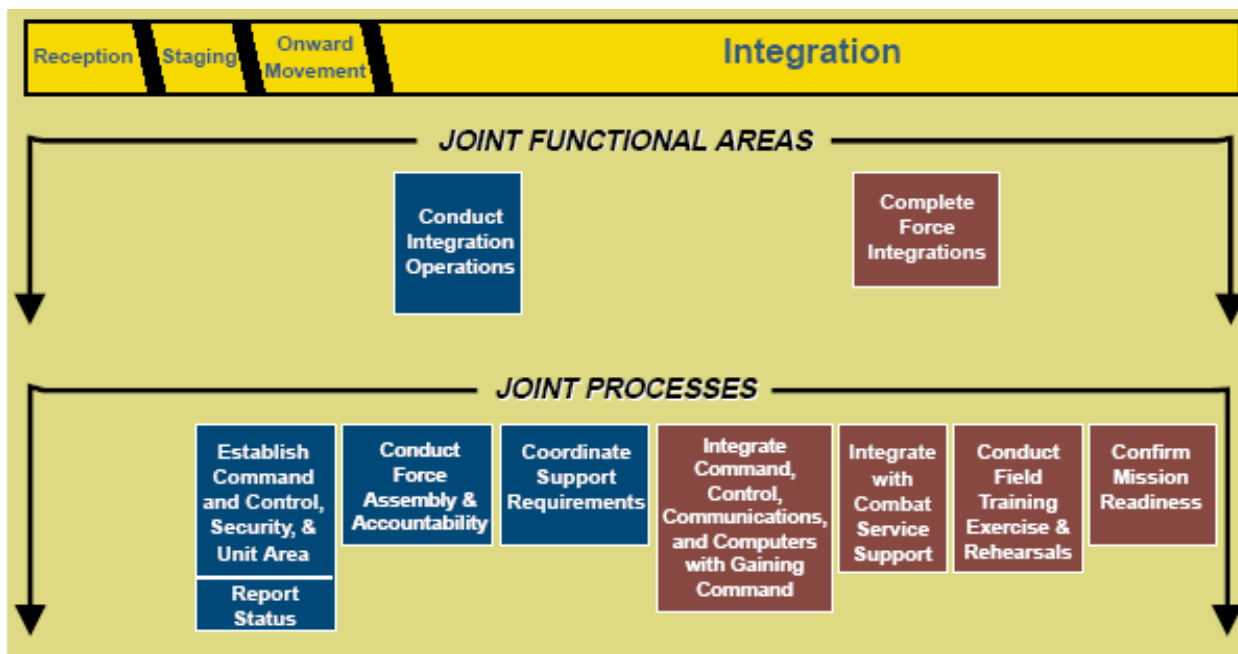 Reception
Staging
Onward
Movement
Integration
JOINT FUNCTIONAL AREAS
Conduct
Integration
Operations
Complete
Force
Integrations
JOINT PROCESSES
Establish
Command
and Control,
Security, &
Unit Area
Report
Status
Conduct
Force
Assembly &
Accountability
Coordinate
Support
Requirements
Integrate
Command,
Control,
Communications,
and Computers
with Gaining
Command
Integrate
with
Combat
Service
Support
Conduct
Field
Training
Exercise &
Rehearsals
Confirm
Mission
Readiness